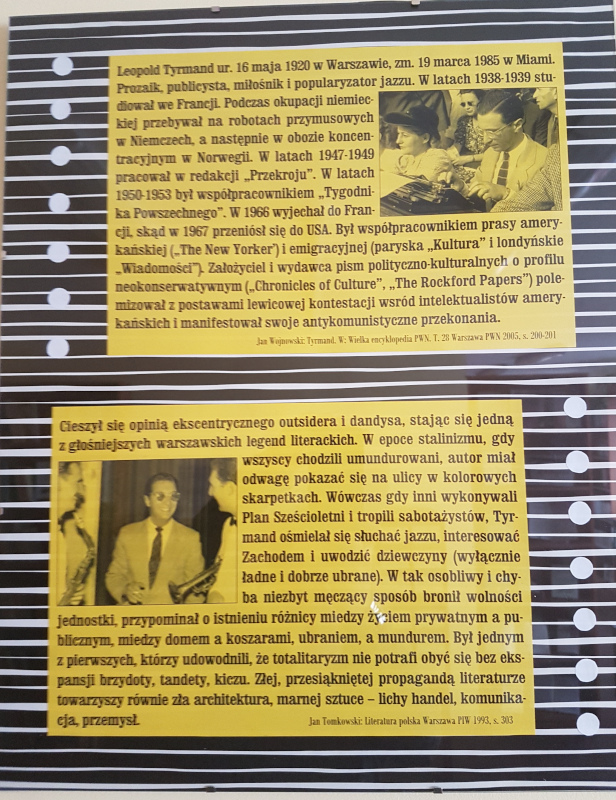 Leopold Tyrmand ur. 16 maja 1920 w Warszawie, zm. 19 marca 1985 w Miami.
Prozaik, publicysta, miłośnik i popularyzator jazzu. W latach 1938-1939 stu-
diował we Francji. Podczas okupacji niemiec-
kiej przebywał na robotach przymusowych
w Niemczech, a następnie w obozie koncen-
tracyjnym w Norwegii. W latach 1947-1949
pracował w redakcji „Przekroju". W latach
1950-1953 był współpracownikiem „Tygodni-
ka Powszechnego". W 1966 wyjechał do Fran-
cji, skąd w 1967 przeniósł się do USA. Był współpracownikiem prasy amery-
kańskiej („The New Yorker') i emigracyjnej (paryska „Kultura" i londyńskie
„Wiadomości"). Założyciel i wydawca pism polityczno-kulturalnych o profilu
neokonserwatywnym („Chronicles of Culture", „The Rockford Papers") pole-
mizował z postawami lewicowej kontestacji wsród intelektualistów amery-
kańskich i manifestował swoje antykomunistyczne przekonania.
Jan Wojnowski: Tyrmand. W: Wielka encyklopedia PWN. T. 28 Warszawa PWN 2005, s. 200-201
Cieszył się opinią ekscentrycznego outsidera i dandysa, stając się jedną
z głośniejszych warszawskich legend literackich. W epoce stalinizmu, gdy
wszyscy chodzili umundurowani, autor miał
odwagę pokazać się na ulicy w kolorowych
skarpetkach. Wówczas gdy inni wykonywali
Plan Sześcioletni i tropili sabotażystów, Tyr-
mand ośmielał się słuchać jazzu, interesować
Zachodem i uwodzić dziewczyny (wyłącznie
ładne i dobrze ubrane). W tak osobliwy i chy-
ba niezbyt męczący sposób bronił wolności
jednostki, przypominał o istnieniu różnicy miedzy życiem prywatnym a pu-
blicznym, miedzy domem a koszarami, ubraniem, a mundurem. Był jednym
z pierwszych, którzy udowodnili, że totalitaryzm nie potrafi obyć się bez eks-
pansji brzydoty, tandety, kiczu. Złej, przesiąkniętej propagandą literaturze
towarzyszy równie zła architektura, marnej sztuce – lichy handel, komunika-
cja, przemysł.
Jan Tomkowski: Literatura polska Warszawa PIW 1993, s. 303